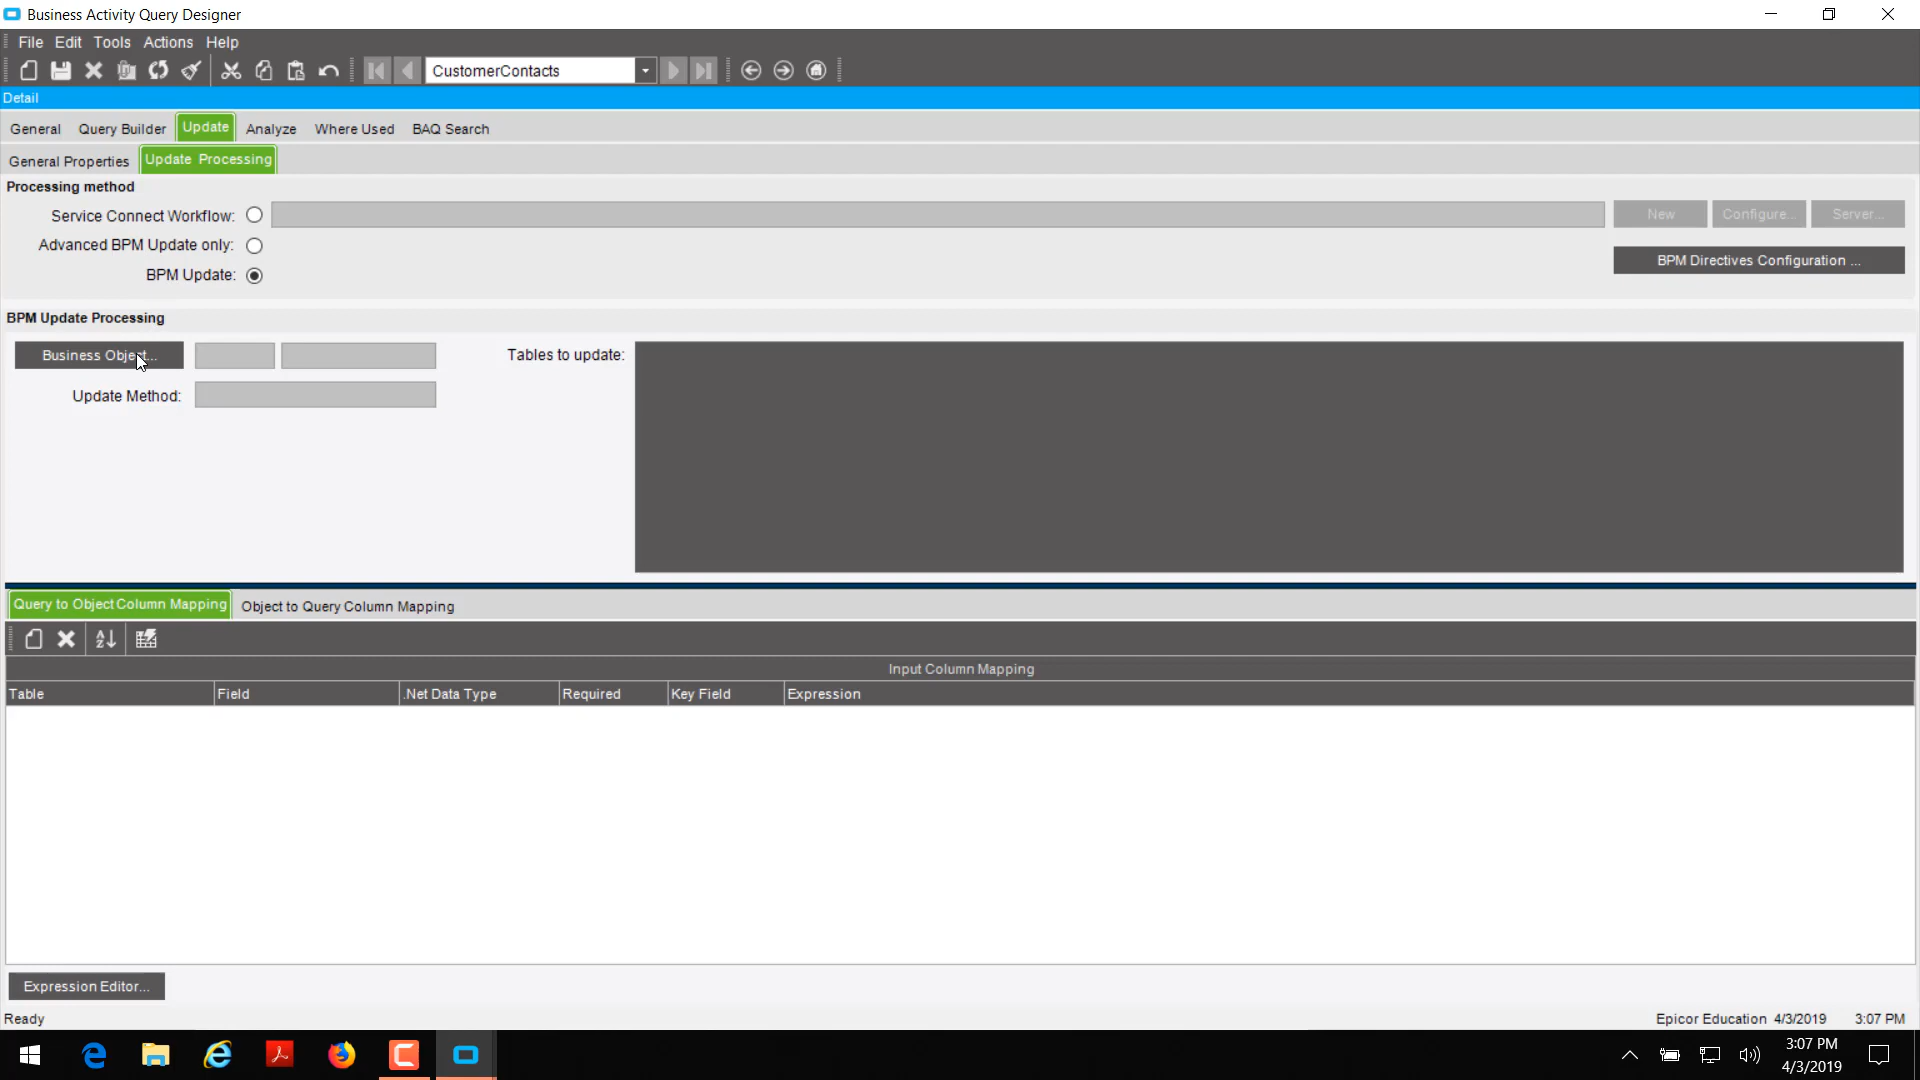 Business Activity Query Designer
File Edit Tools Actions Help
CustomerContacts
Detail
General Query Builder Update Analyze Where Used BAQ Search
General Properties Update Processing
Processing method
Service Connect Workflow: New Configure... Server...
Advanced BPM Update only:
BPM Directives Configuration ...
BPM Update:
BPM Update Processing
Business Object... Tables to update:
Update Method:
Query to Object Column Mapping Object to Query Column Mapping
Input Column Mapping
Table Field .Net Data Type Required Key Field Expression
Expression Editor...
Ready Epicor Education 4/3/2019 3:07 PM
3:07 PM
4/3/2019